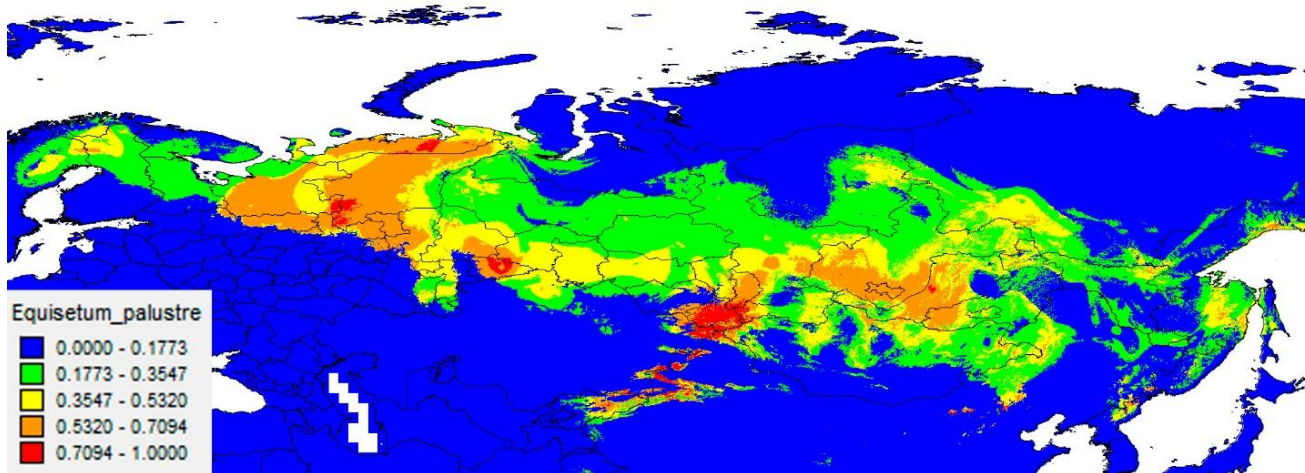 Equisetum_palustre
0.0000 - 0.1773
0.1773 - 0.3547
0.3547 - 0.5320
0.5320 - 0.7094
0.7094 - 1.0000